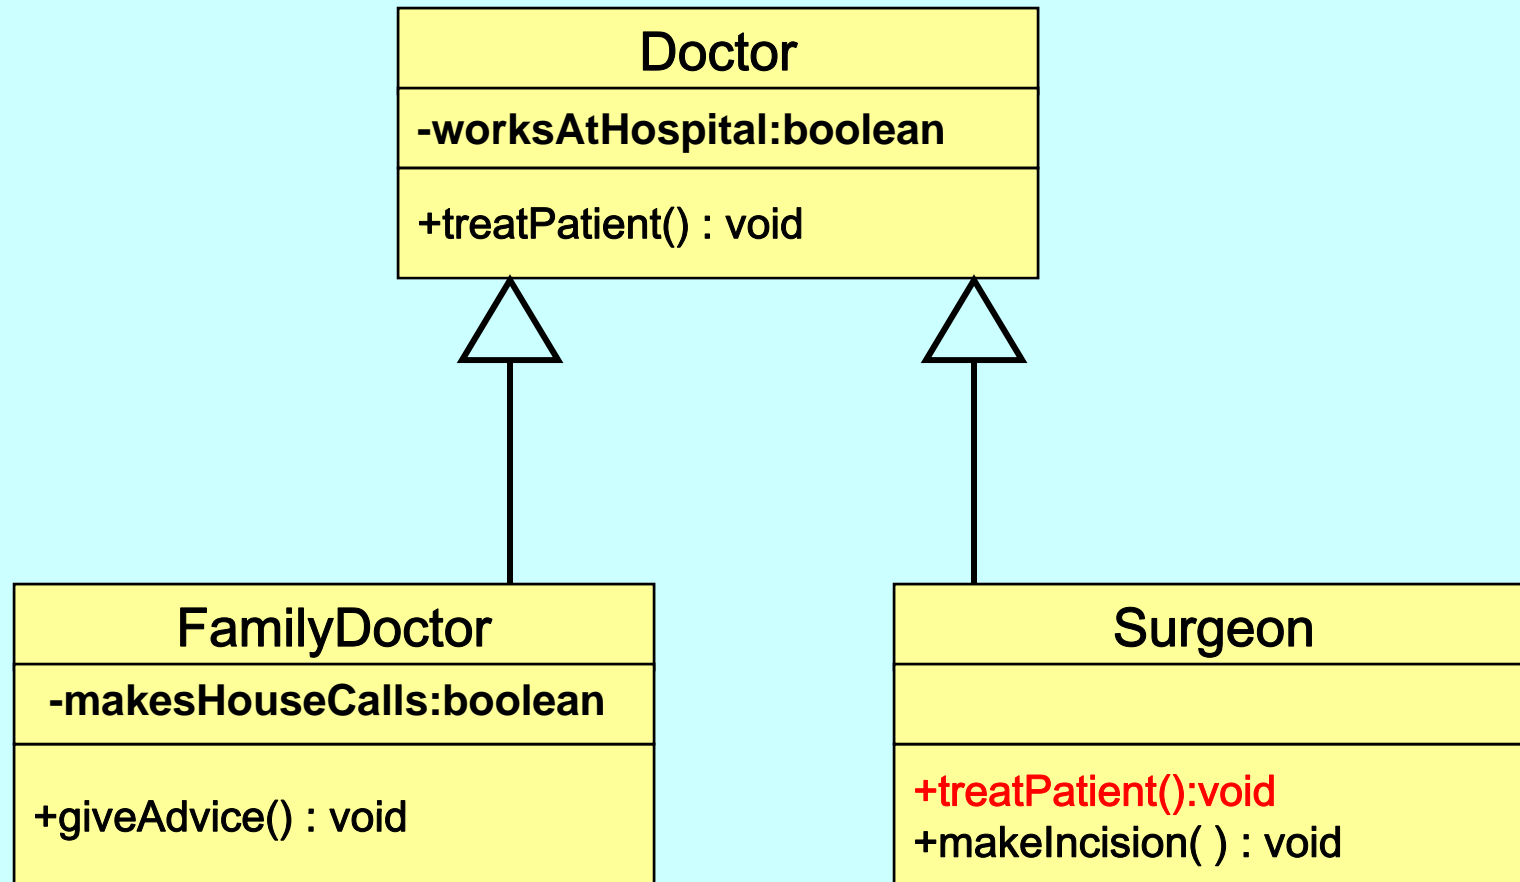 Doctor
-worksAtHospital:boolean
+treatPatient() : void
FamilyDoctor
-makesHouseCalls:boolean
+giveAdvice() : void
Surgeon
+treatPatient():void
+makeIncision( ) : void